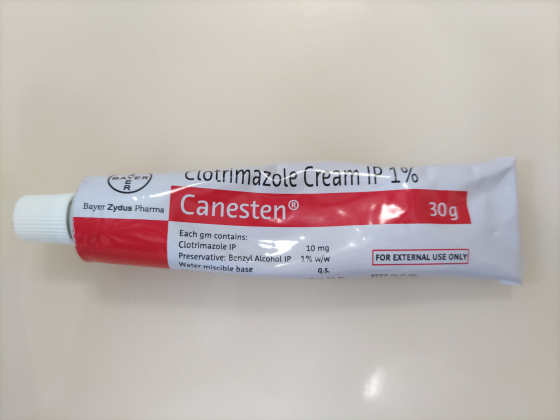 Clotrimazole Cream IP 1%
BAYER
E
R
Bayer Zydus Pharma
Canesten®
30g
Each gm contains:
Clotrimazole IP 10 mg
Preservative: Benzyl Alcohol IP 1% w/w
Water miscible base q.s.
FOR EXTERNAL USE ONLY